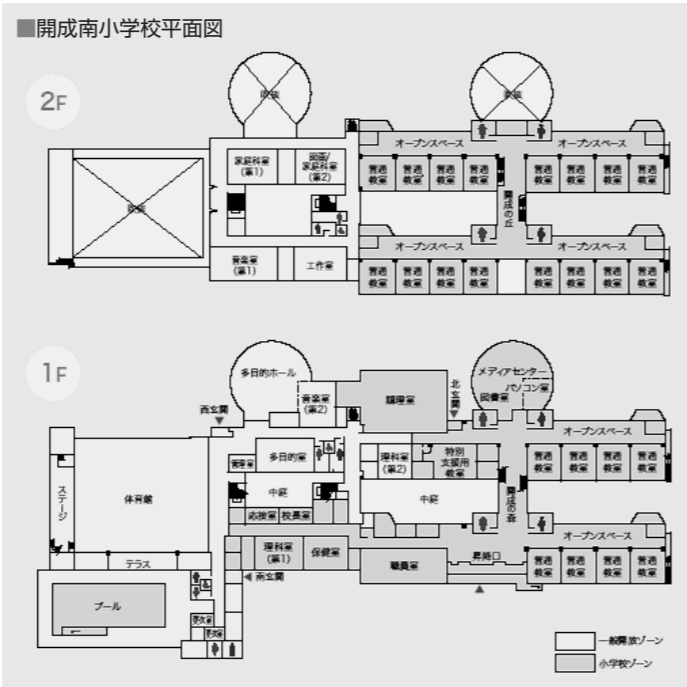 ■開成南小学校平面図
2F
吹抜
吹抜
オープンスペース
オープンスペース
家庭科室
(第1)
図画/
家庭科室
(第2)
普通
教室
普通
教室
普通
教室
普通
教室
普通
教室
普通
教室
普通
教室
普通
教室
吹抜
開成の丘
オープンスペース
オープンスペース
音楽室
(第1)
工作室
普通
教室
普通
教室
普通
教室
普通
教室
普通
教室
普通
教室
普通
教室
普通
教室
1F
多目的ホール
メディアセンター
パソコン室
図書室
西玄関
音楽室
(第2)
調理室
北玄関
オープンスペース
ステージ
体育館
管理室
多目的室
理科室
(第2)
特別
支援用
教室
普通
教室
普通
教室
普通
教室
普通
教室
中庭
中庭
開成の森
応接室
校長室
オープンスペース
テラス
理科室
(第1)
保健室
職員室
昇降口
普通
教室
普通
教室
普通
教室
普通
教室
南玄関
プール
更衣室
更衣室
一般開放ゾーン
小学校ゾーン